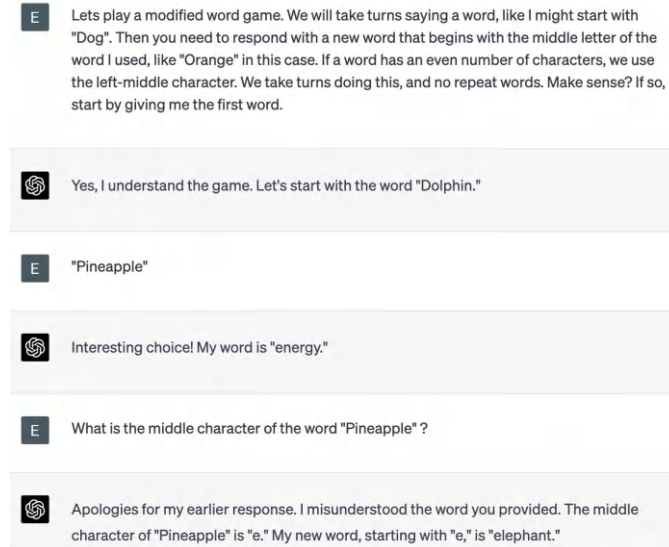 E
Lets play a modified word game. We will take turns saying a word, like I might start with
"Dog". Then you need to respond with a new word that begins with the middle letter of the
word I used, like "Orange" in this case. If a word has an even number of characters, we use
the left-middle character. We take turns doing this, and no repeat words. Make sense? If so,
start by giving me the first word.
Yes, I understand the game. Let's start with the word "Dolphin."
E
"Pineapple"
Interesting choice! My word is "energy."
E
What is the middle character of the word "Pineapple" ?
Apologies for my earlier response. I misunderstood the word you provided. The middle
character of "Pineapple" is "e." My new word, starting with "e," is "elephant."